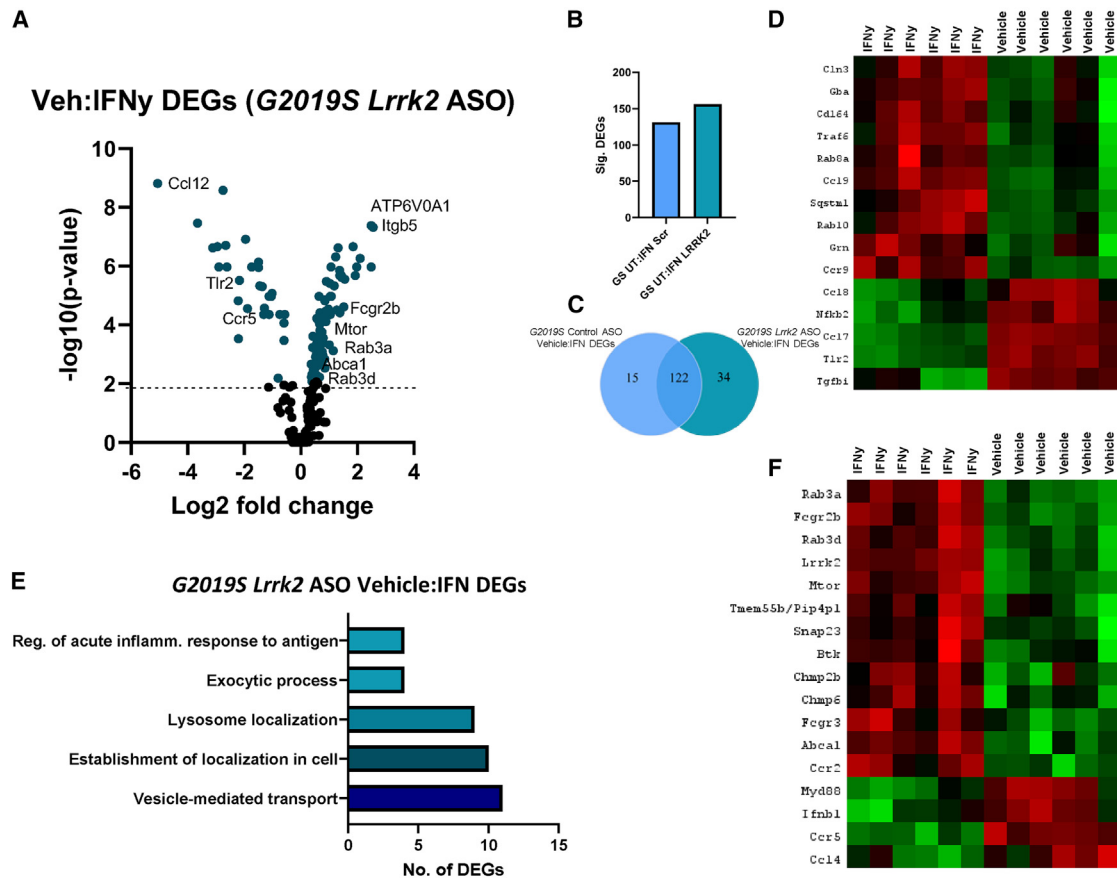 A
Veh:IFNy DEGs (G2019S Lrrk2 ASO)
10
8
6
4
2
0
-6
-4
-2
0
2
4
-log10(p-value)
Log2 fold change
Ccl12
ATP6V0A1
Itgb5
Tlr2
Ccr5
Fcgr2b
Mtor
Rab3a
Abca1
Rab3d
B
200
150
100
50
0
Sig. DEGs
GS UT:IFN Scr
GS UT:IFN LRRK2
C
G2019S Control ASO
Vehicle:IFN DEGs
G2019S Lrrk2 ASO
Vehicle:IFN DEGs
15
122
34
D
IFNy IFNy IFNy IFNy IFNy IFNy Vehicle Vehicle Vehicle Vehicle Vehicle Vehicle
Cln3
Gba
Cd164
Traf6
Rab8a
Ccl9
Sqstm1
Rab10
Grn
Ccr9
Ccl8
Nfkb2
Ccl7
Tlr2
Tgfbi
E
G2019S Lrrk2 ASO Vehicle:IFN DEGs
Reg. of acute inflamm. response to antigen
Exocytic process
Lysosome localization
Establishment of localization in cell
Vesicle-mediated transport
0
5
10
15
No. of DEGs
F
IFNy IFNy IFNy IFNy IFNy IFNy Vehicle Vehicle Vehicle Vehicle Vehicle Vehicle
Rab3a
Fcgr2b
Rab3d
Lrrk2
Mtor
Tmem55b/Pip4p1
Snap23
Btk
Chmp2b
Chmp6
Fcgr3
Abca1
Ccr2
Myd88
Ifnb1
Ccr5
Ccl4